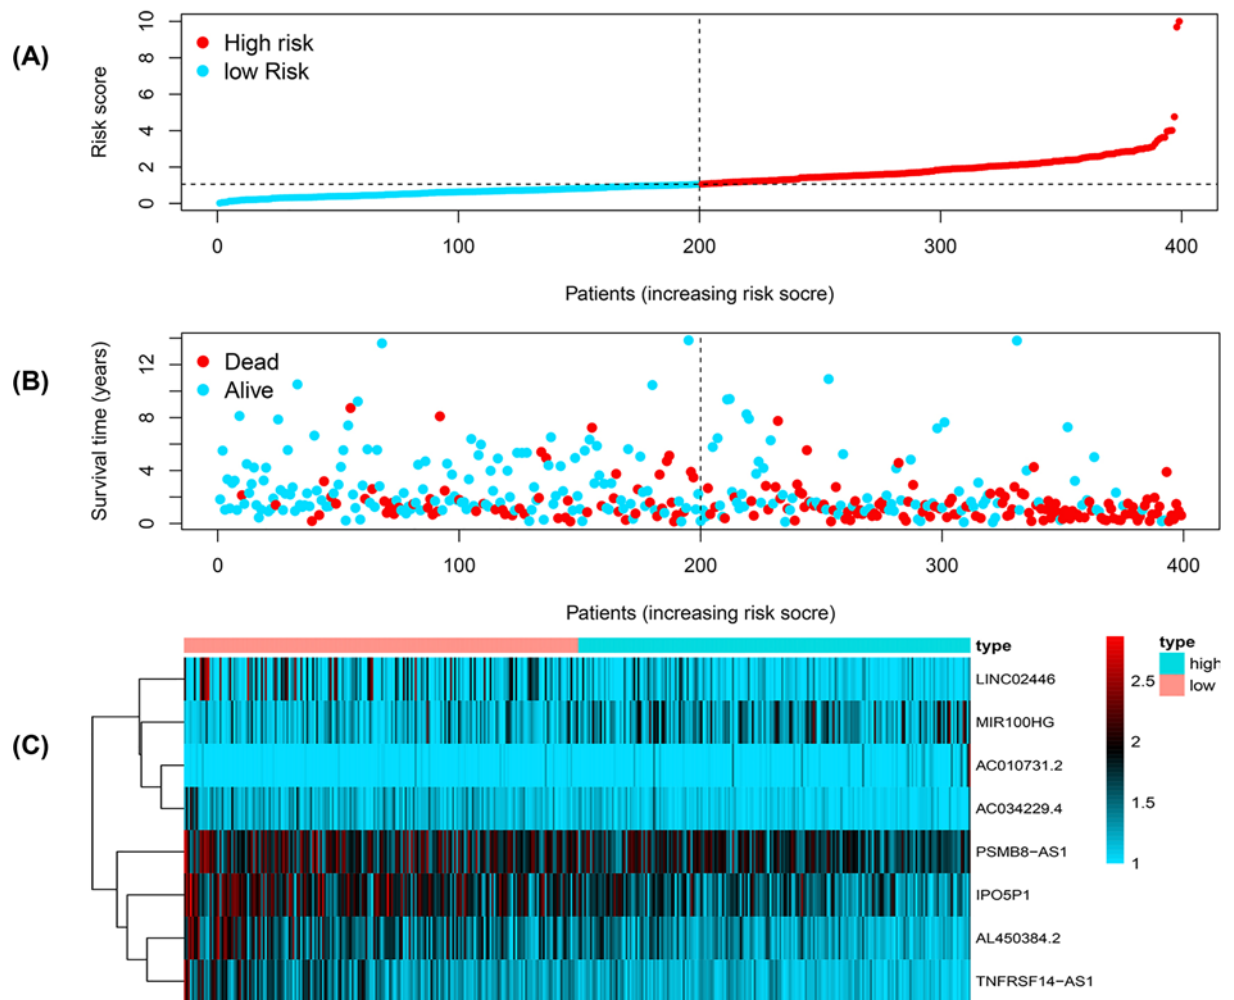 (A)
Risk score
10
8
6
4
2
0
High risk
low Risk
0 100 200 300 400
Patients (increasing risk socre)
(B)
Survival time (years)
12
8
4
0
Dead
Alive
0 100 200 300 400
Patients (increasing risk socre)
(C)
type
LINC02446
MIR100HG
AC010731.2
AC034229.4
PSMB8−AS1
IPO5P1
AL450384.2
TNFRSF14−AS1
2.5
2
1.5
1
type
high
low